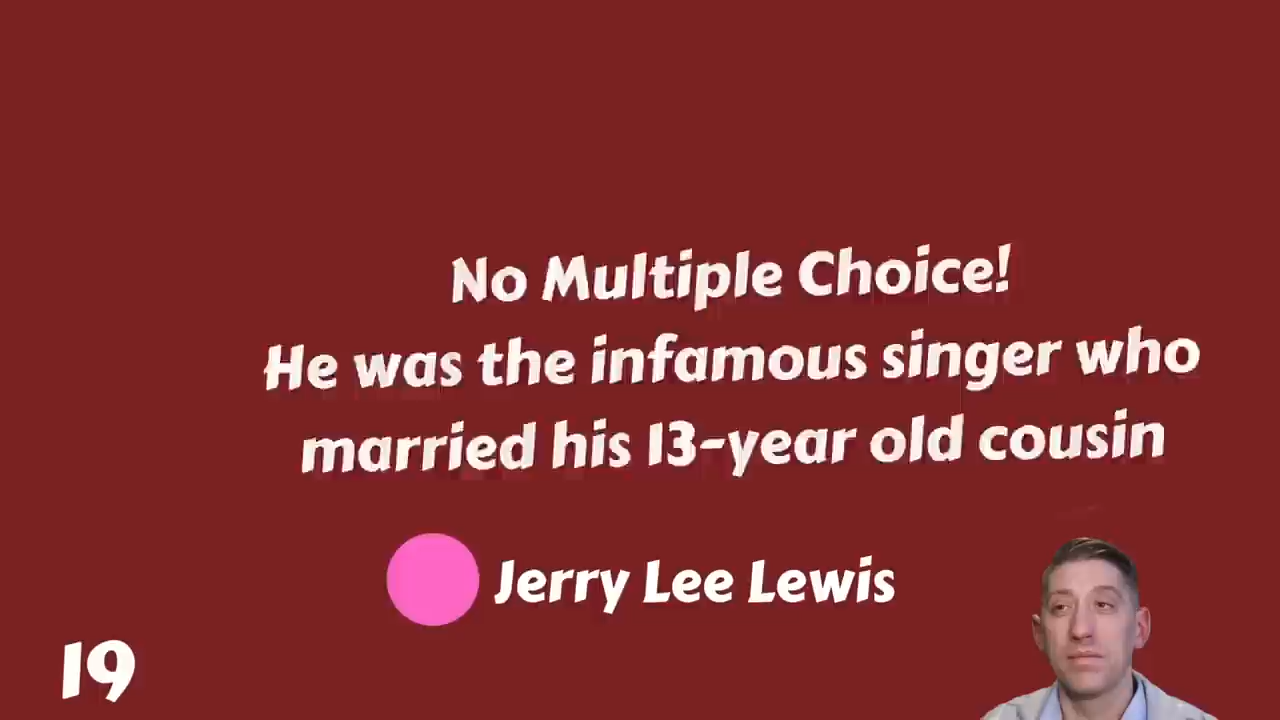 No Multiple Choice!
He was the infamous singer who
married his 13-year old cousin
Jerry Lee Lewis
19